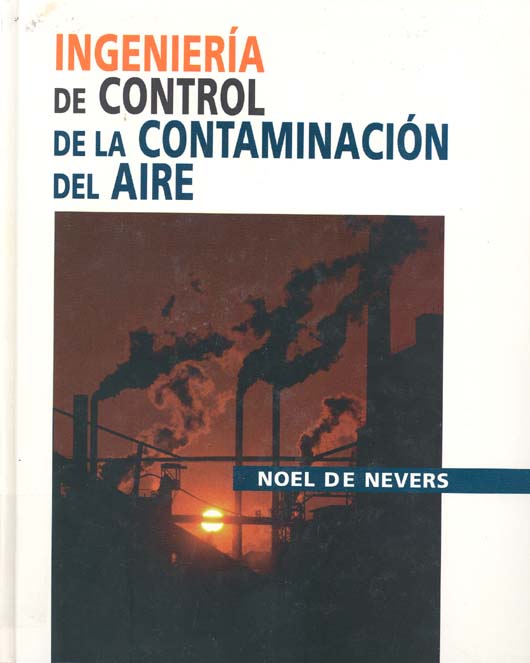 INGENIERÍA
DE CONTROL
DE LA CONTAMINACIÓN
DEL AIRE
NOEL DE NEVERS